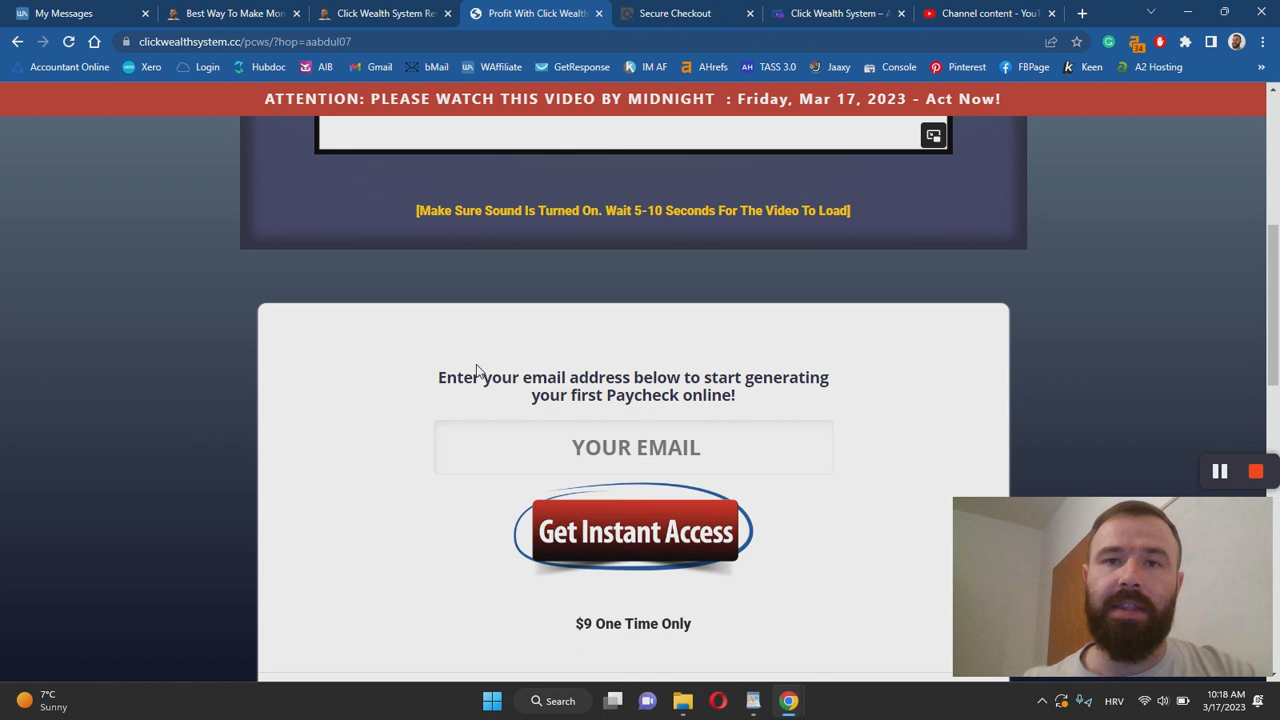 My Messages
Best Way To Make Mon
Click Wealth System Re
Profit With Click Wealth
Secure Checkout
Click Wealth System – A
Channel content - YouT
clickwealthsystem.cc/pcws/?hop=aabdul07
34
Accountant Online
Xero
Login
Hubdoc
AIB
Gmail
bMail
WAffiliate
GetResponse
IM AF
AHrefs
TASS 3.0
Jaaxy
Console
Pinterest
FBPage
Keen
A2 Hosting
ATTENTION: PLEASE WATCH THIS VIDEO BY MIDNIGHT : Friday, Mar 17, 2023 - Act Now!
[Make Sure Sound Is Turned On. Wait 5-10 Seconds For The Video To Load]
Enter your email address below to start generating
your first Paycheck online!
YOUR EMAIL
Get Instant Access
$9 One Time Only
7°C
Sunny
Search
HRV
10:18 AM
3/17/2023